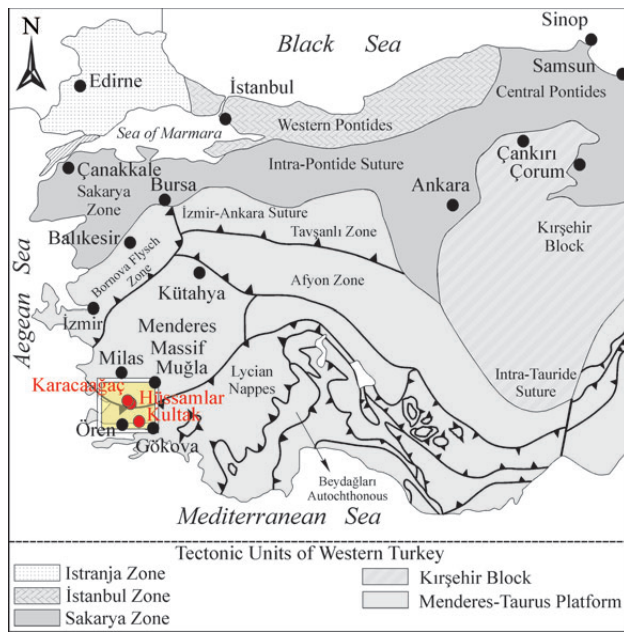 N
Black Sea
Sinop
Samsun
Edirne
İstanbul
Central Pontides
Western Pontides
Sea of Marmara
Çanakkale
Sakarya
Zone
Bursa
Intra-Pontide Suture
Çankırı
Çorum
Ankara
İzmir-Ankara Suture
Tavşanlı Zone
Balıkesir
Bornova Flysch
Zone
Kırşehir
Block
Afyon Zone
Kütahya
Aegean Sea
İzmir
Menderes
Massif
Milas
Muğla
Lycian
Nappes
Intra-Tauride
Suture
Karacaağaç
Hüssamlar
Kultak
Ören
Gökova
Beydağları
Autochthonous
Mediterranean Sea
Tectonic Units of Western Turkey
Istranja Zone
İstanbul Zone
Sakarya Zone
Kırşehir Block
Menderes-Taurus Platform